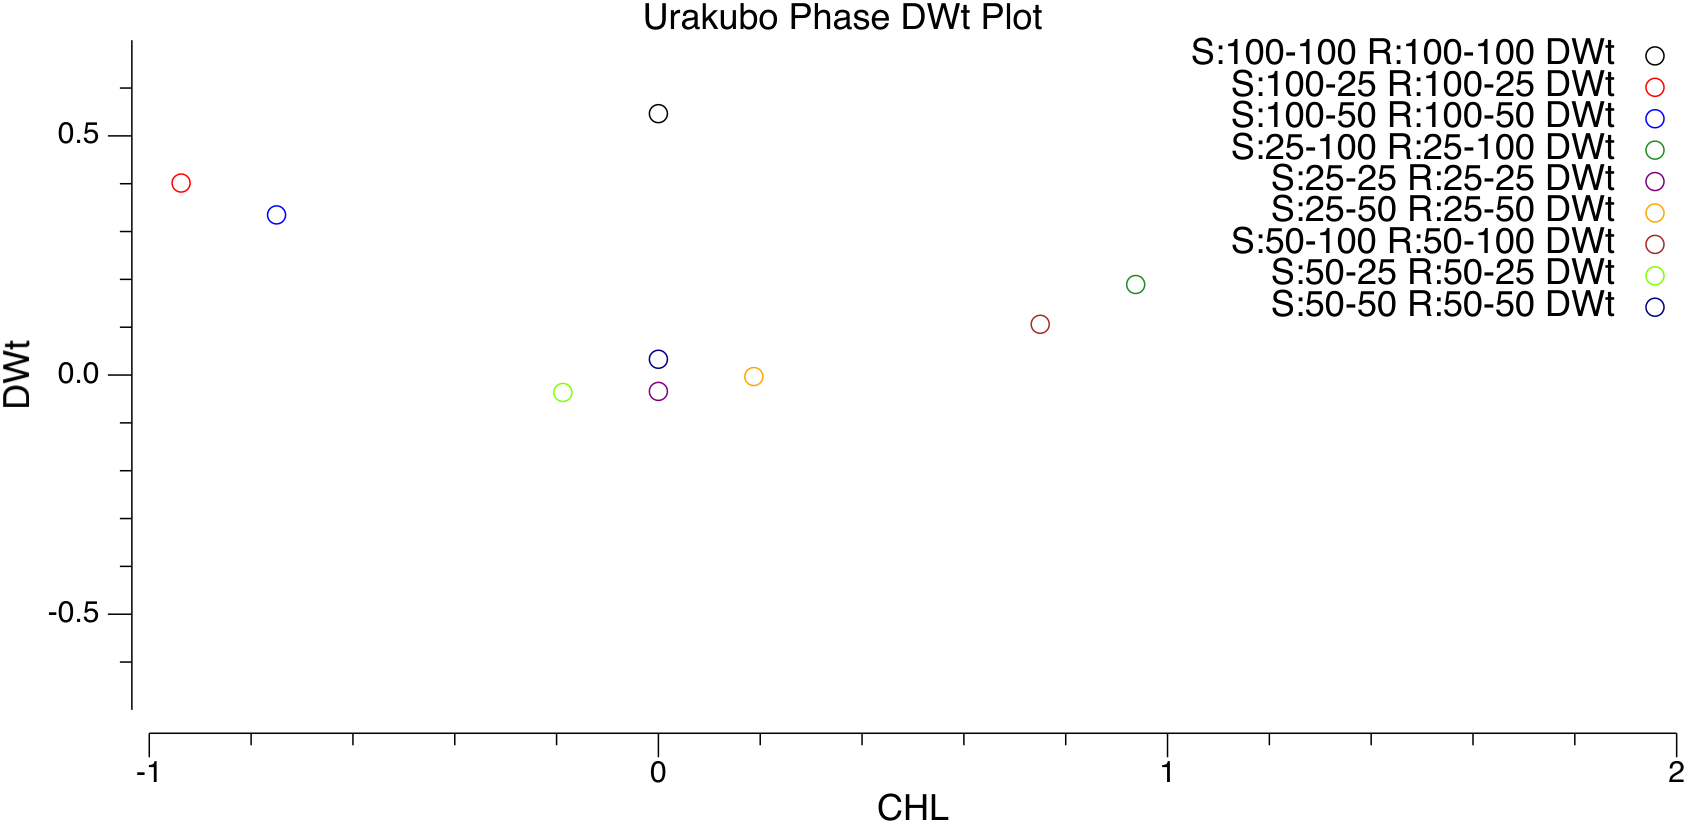 Urakubo Phase DWt Plot
S:100-100 R:100-100 DWt
S:100-25 R:100-25 DWt
S:100-50 R:100-50 DWt
S:25-100 R:25-100 DWt
S:25-25 R:25-25 DWt
S:25-50 R:25-50 DWt
S:50-100 R:50-100 DWt
S:50-25 R:50-25 DWt
S:50-50 R:50-50 DWt
0.5
0.0
-0.5
DWt
-1 0 1 2
CHL